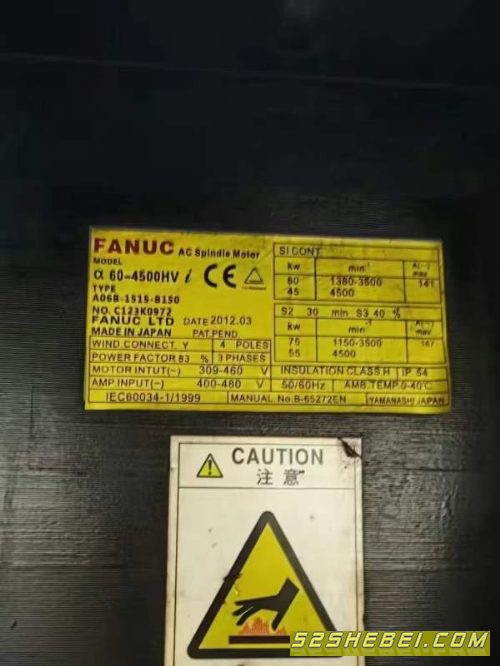 FANUC AC Spindle Motor
MODEL
α 60-4500HV i CE
TYPE
A06B-1515-B150
NO. C123K0972
FANUC LTD DATE 2012.03
MADE IN JAPAN PAT.PEND
WIND.CONNECT. Y 4 POLES
POWER FACTOR 83 % 3 PHASES
MOTOR INTUT(~) 309-460 V
AMP INPUT(~) 400-480 V
IEC60034-1/1999
S1 CONT
kw min⁻¹ A(~)
60 1380-3500 141
45 4500
S2 30 min S3 40 %
kw min⁻¹ A(~)
75 1150-3500 167
55 4500
INSULATION CLASS.H IP 54
50/60Hz AMB.TEMP.0-40℃
MANUAL No.B-65272EN YAMANASHI JAPAN
CAUTION
注意
52SHEBEI.COM